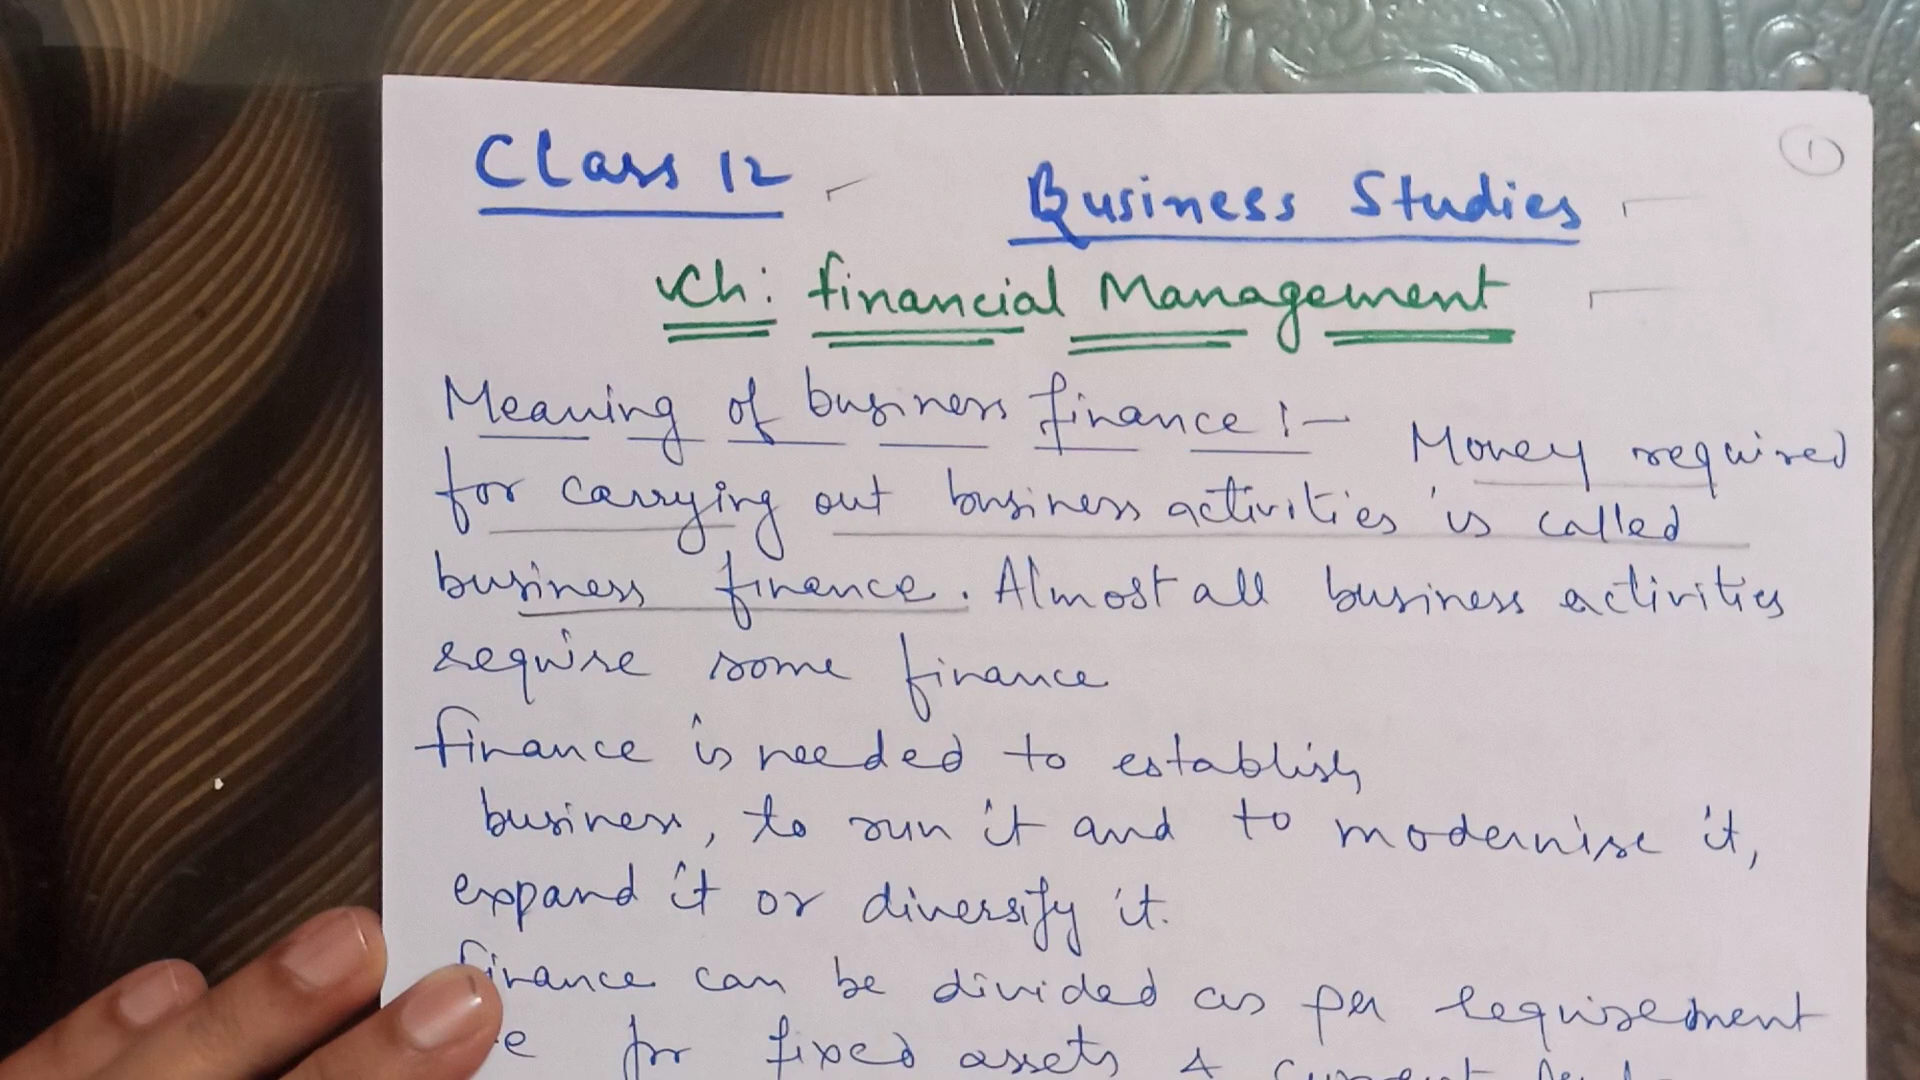 ①
Class 12 Business Studies
Ch: financial Management
Meaning of business finance :- Money required
for carrying out business activities is called
business finance. Almost all business activities
require some finance
finance is needed to establish
business, to run it and to modernise it,
expand it or diversify it.
finance can be divided as per requirement
for fixed assets &